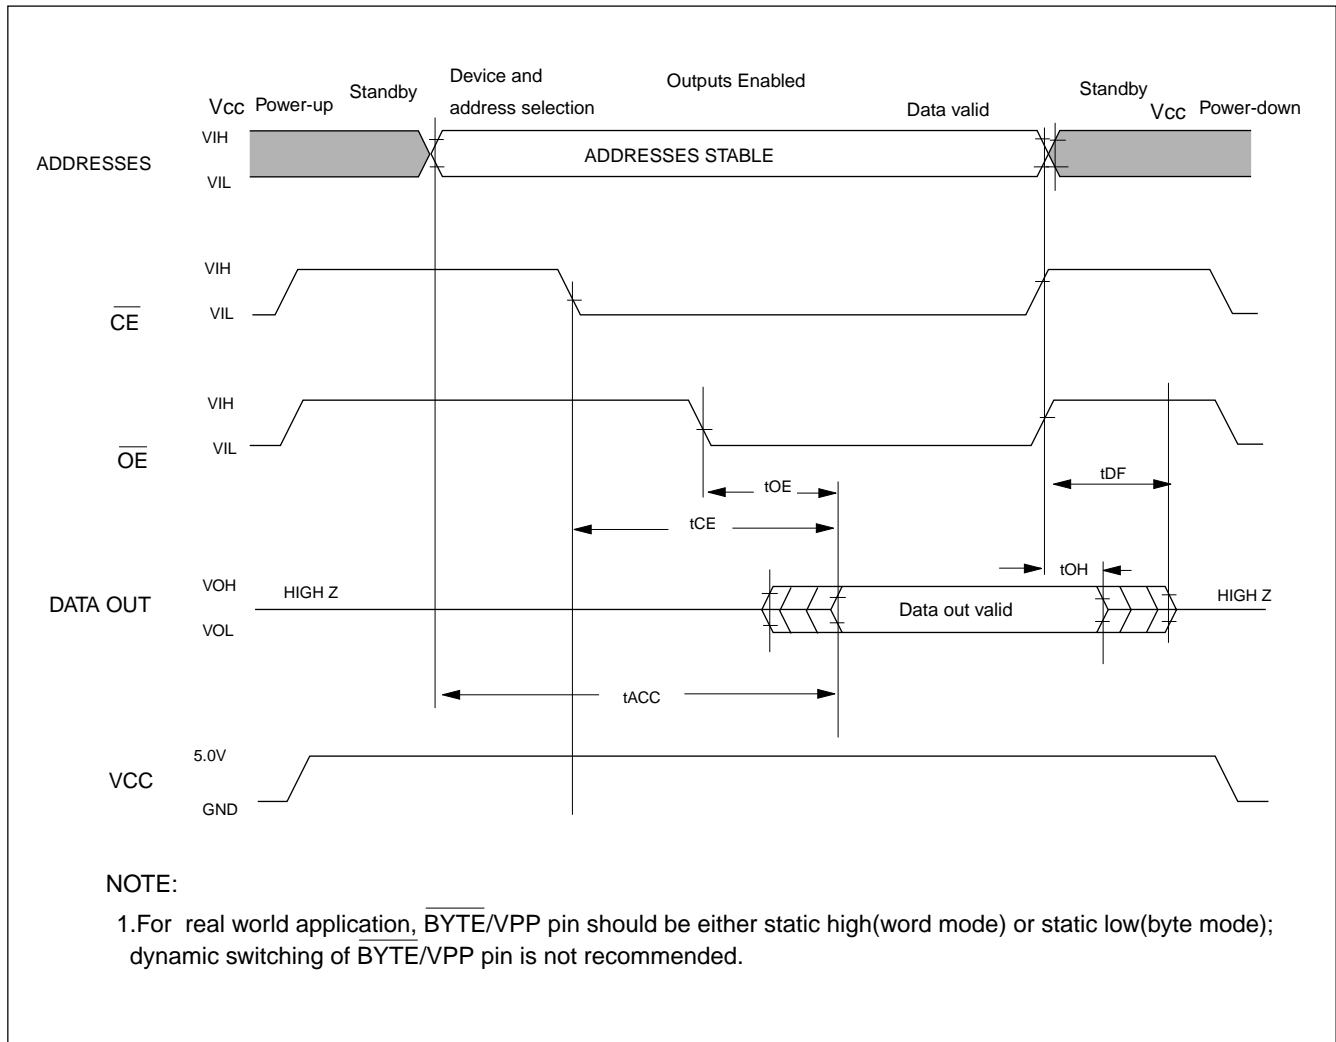 Device and
Outputs Enabled
Standby
Standby
Vcc Power-up
address selection
Data valid
Vcc Power-down
VIH
ADDRESSES
ADDRESSES STABLE
VIL
VIH
CE
VIL
VIH
OE
VIL
tOE
tDF
tCE
tOH
VOH
HIGH Z
DATA OUT
Data out valid
HIGH Z
VOL
tACC
5.0V
VCC
GND
NOTE:
1.For real world application, BYTE/VPP pin should be either static high(word mode) or static low(byte mode);
dynamic switching of BYTE/VPP pin is not recommended.